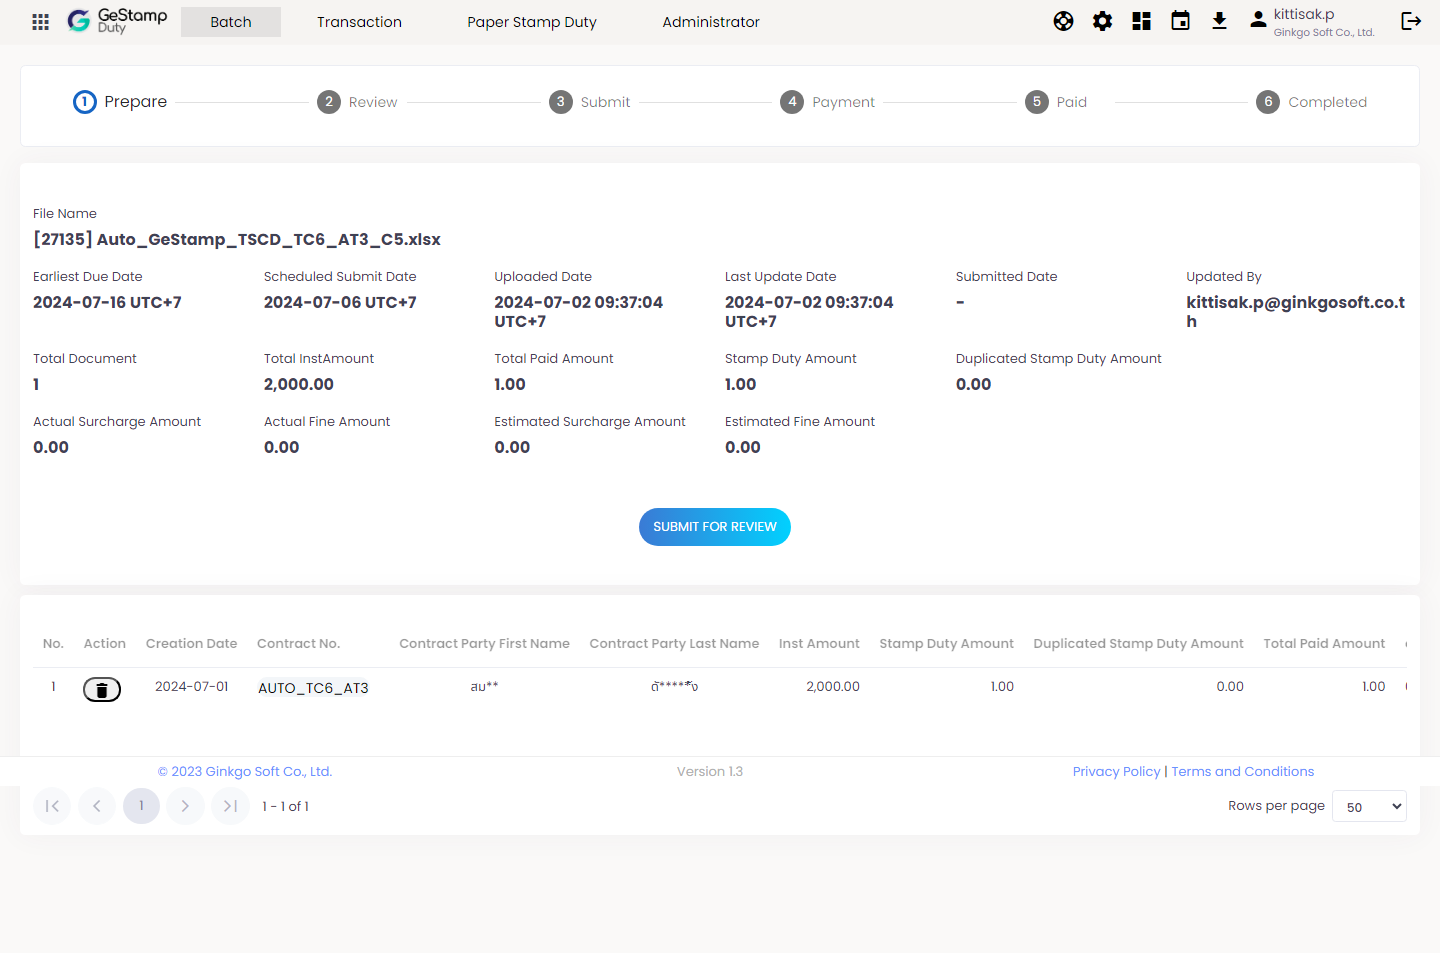 GeStamp
Duty
Batch
Transaction
Paper Stamp Duty
Administrator
kittisak.p
Ginkgo Soft Co., Ltd.
1 Prepare
2 Review
3 Submit
4 Payment
5 Paid
6 Completed
File Name
[27135] Auto_GeStamp_TSCD_TC6_AT3_C5.xlsx
Earliest Due Date
2024-07-16 UTC+7
Scheduled Submit Date
2024-07-06 UTC+7
Uploaded Date
2024-07-02 09:37:04
UTC+7
Last Update Date
2024-07-02 09:37:04
UTC+7
Submitted Date
-
Updated By
kittisak.p@ginkgosoft.co.t
h
Total Document
1
Total InstAmount
2,000.00
Total Paid Amount
1.00
Stamp Duty Amount
1.00
Duplicated Stamp Duty Amount
0.00
Actual Surcharge Amount
0.00
Actual Fine Amount
0.00
Estimated Surcharge Amount
0.00
Estimated Fine Amount
0.00
SUBMIT FOR REVIEW
No. Action Creation Date Contract No. Contract Party First Name Contract Party Last Name Inst Amount Stamp Duty Amount Duplicated Stamp Duty Amount Total Paid Amount
1 2024-07-01 AUTO_TC6_AT3 สม** 2,000.00 1.00 0.00 1.00
© 2023 Ginkgo Soft Co., Ltd.
Version 1.3
Privacy Policy | Terms and Conditions
1
1 - 1 of 1
Rows per page 50